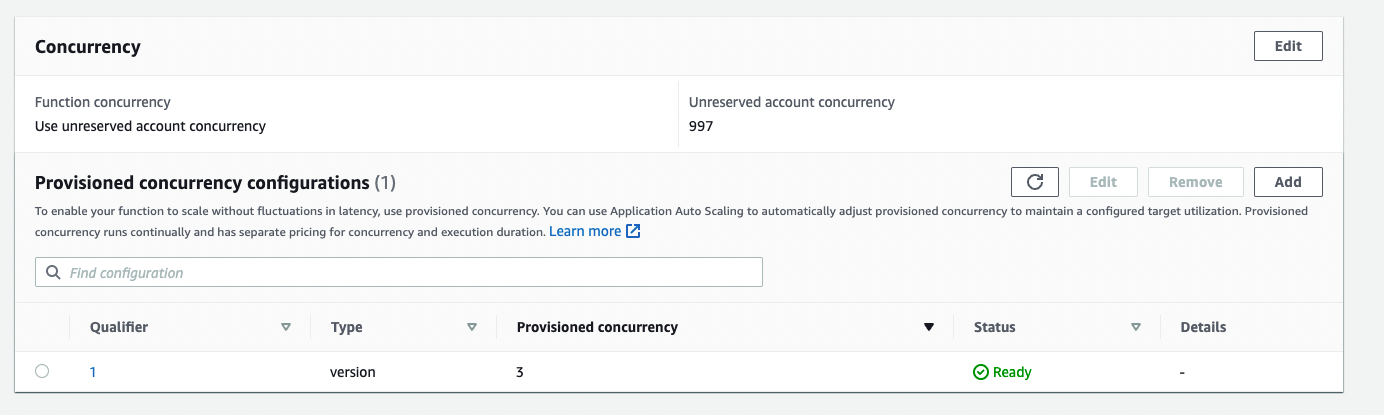 Concurrency
Edit
Function concurrency
Unreserved account concurrency
Use unreserved account concurrency
997
Provisioned concurrency configurations (1)
Edit
Remove
Add
To enable your function to scale without fluctuations in latency, use provisioned concurrency. You can use Application Auto Scaling to automatically adjust provisioned concurrency to maintain a configured target utilization. Provisioned
concurrency runs continually and has separate pricing for concurrency and execution duration. Learn more
Find configuration
Qualifier
Type
Provisioned concurrency
Status
Details
1
version
3
Ready
-